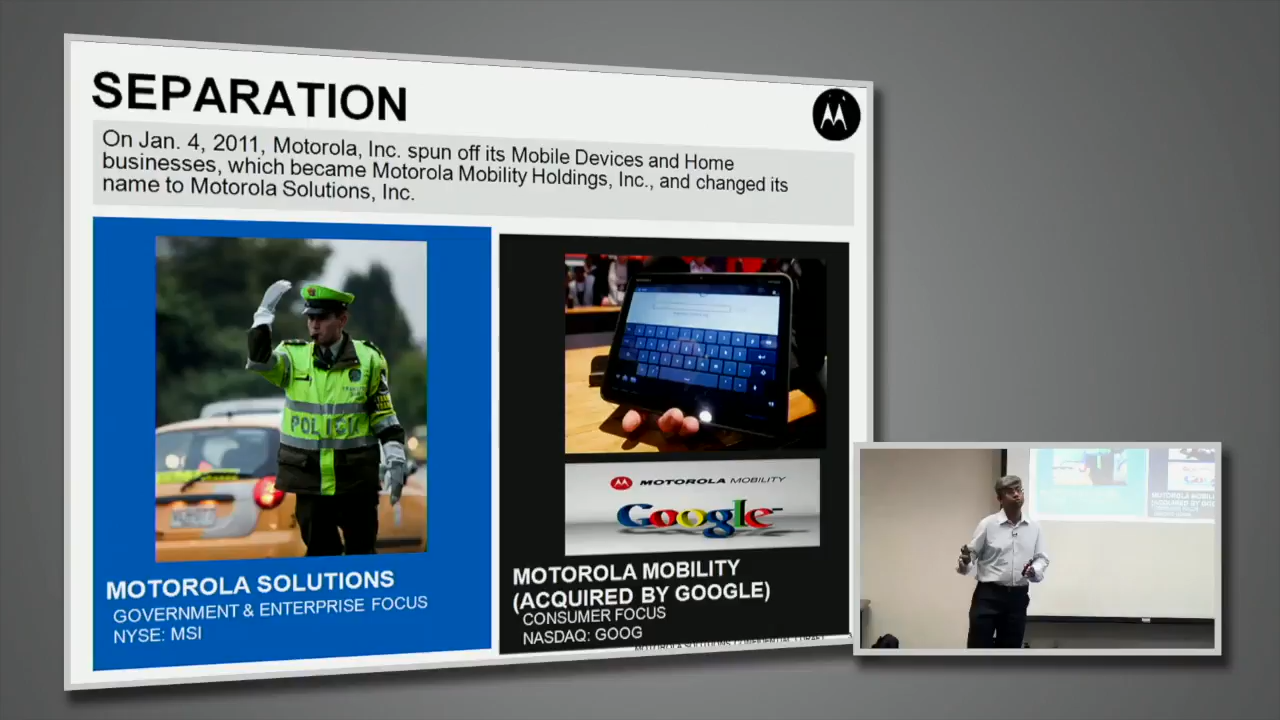 SEPARATION
On Jan. 4, 2011, Motorola, Inc. spun off its Mobile Devices and Home
businesses, which became Motorola Mobility Holdings, Inc., and changed its
name to Motorola Solutions, Inc.
POLICIA
MOTOROLA MOBILITY
Google
MOTOROLA SOLUTIONS
GOVERNMENT & ENTERPRISE FOCUS
NYSE: MSI
MOTOROLA MOBILITY
(ACQUIRED BY GOOGLE)
CONSUMER FOCUS
NASDAQ: GOOG